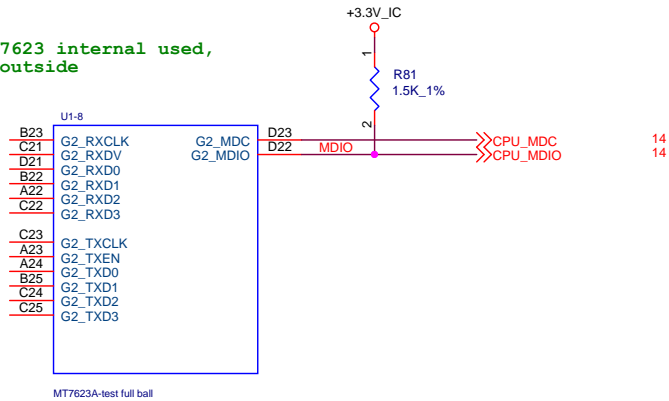 +3.3V_IC
7623 internal used,
outside
1
R81
1.5K_1%
2
U1-8
B23 G2_RXCLK G2_MDC D23 CPU_MDC 14
C21 G2_RXDV G2_MDIO D22 MDIO CPU_MDIO 14
D21 G2_RXD0
B22 G2_RXD1
A22 G2_RXD2
C22 G2_RXD3
C23 G2_TXCLK
A23 G2_TXEN
A24 G2_TXD0
B25 G2_TXD1
C24 G2_TXD2
C25 G2_TXD3
MT7623A-test full ball